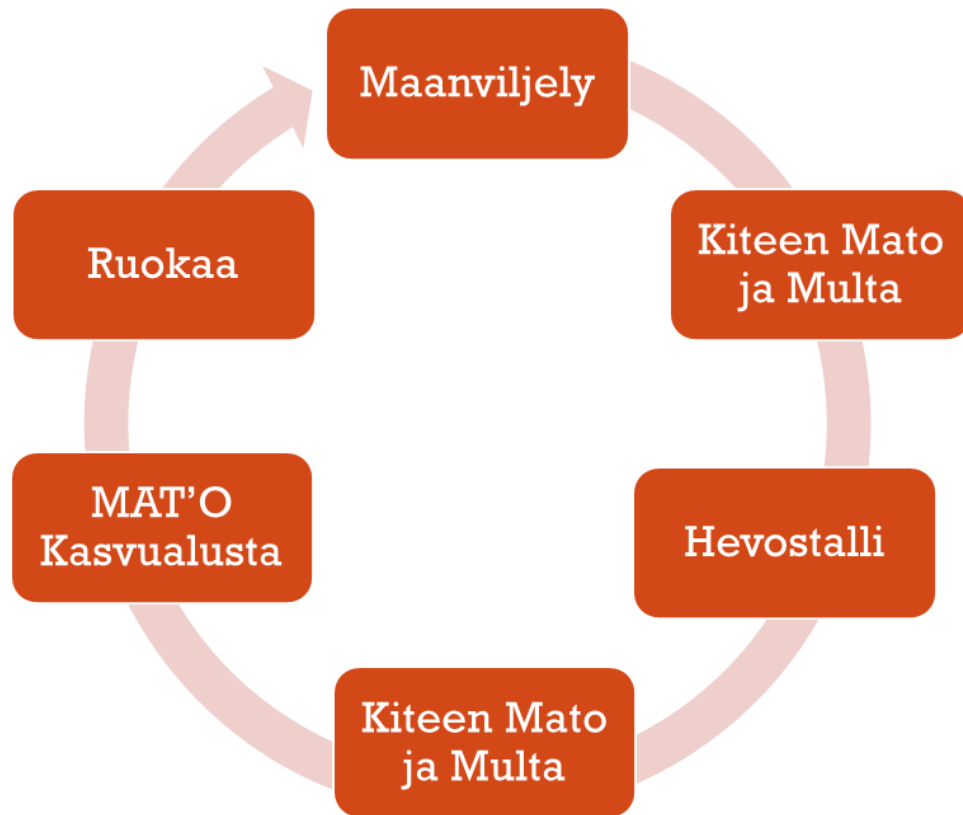 Maanviljely
Kiteen Mato
ja Multa
Hevostalli
Kiteen Mato
ja Multa
MAT’O
Kasvualusta
Ruokaa